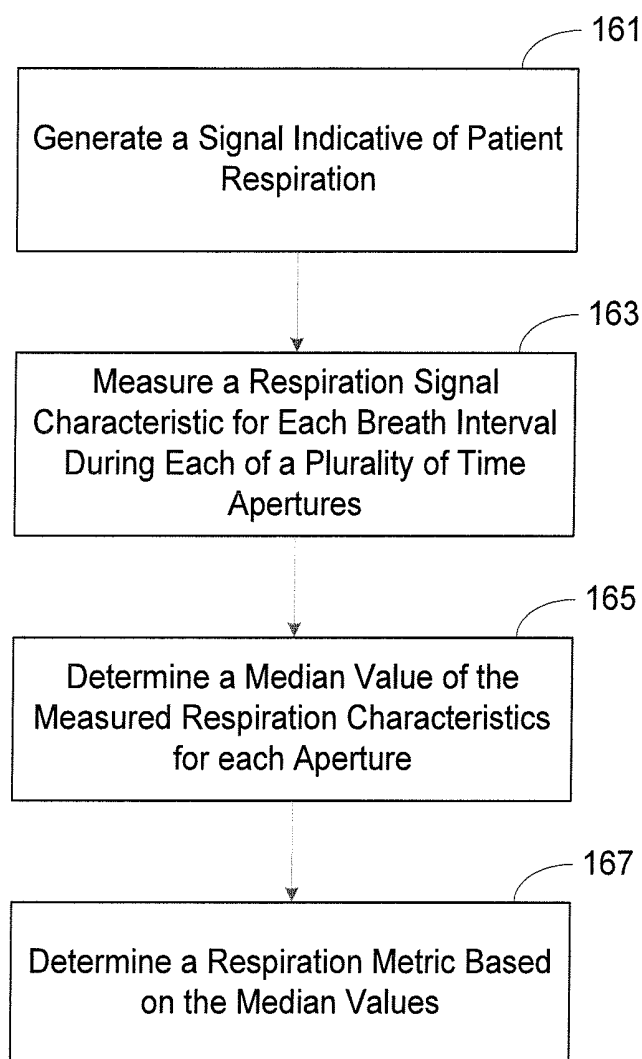 161
Generate a Signal Indicative of Patient
Respiration
163
Measure a Respiration Signal
Characteristic for Each Breath Interval
During Each of a Plurality of Time
Apertures
165
Determine a Median Value of the
Measured Respiration Characteristics
for each Aperture
167
Determine a Respiration Metric Based
on the Median Values